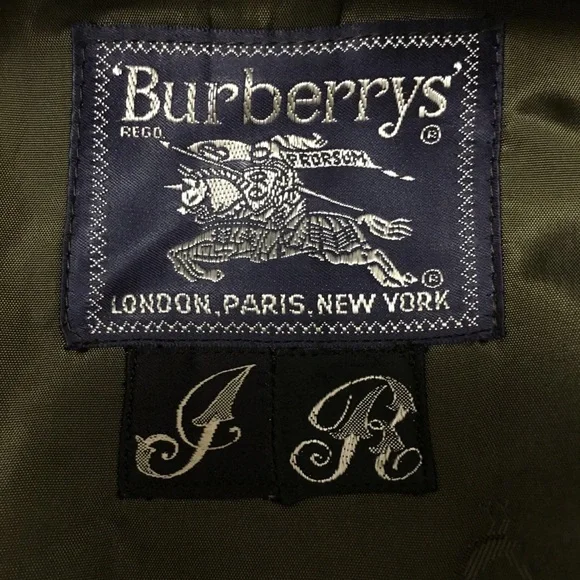 'Burberrys'
REGD. ®
PRORSUM
®
LONDON, PARIS, NEW YORK
J R